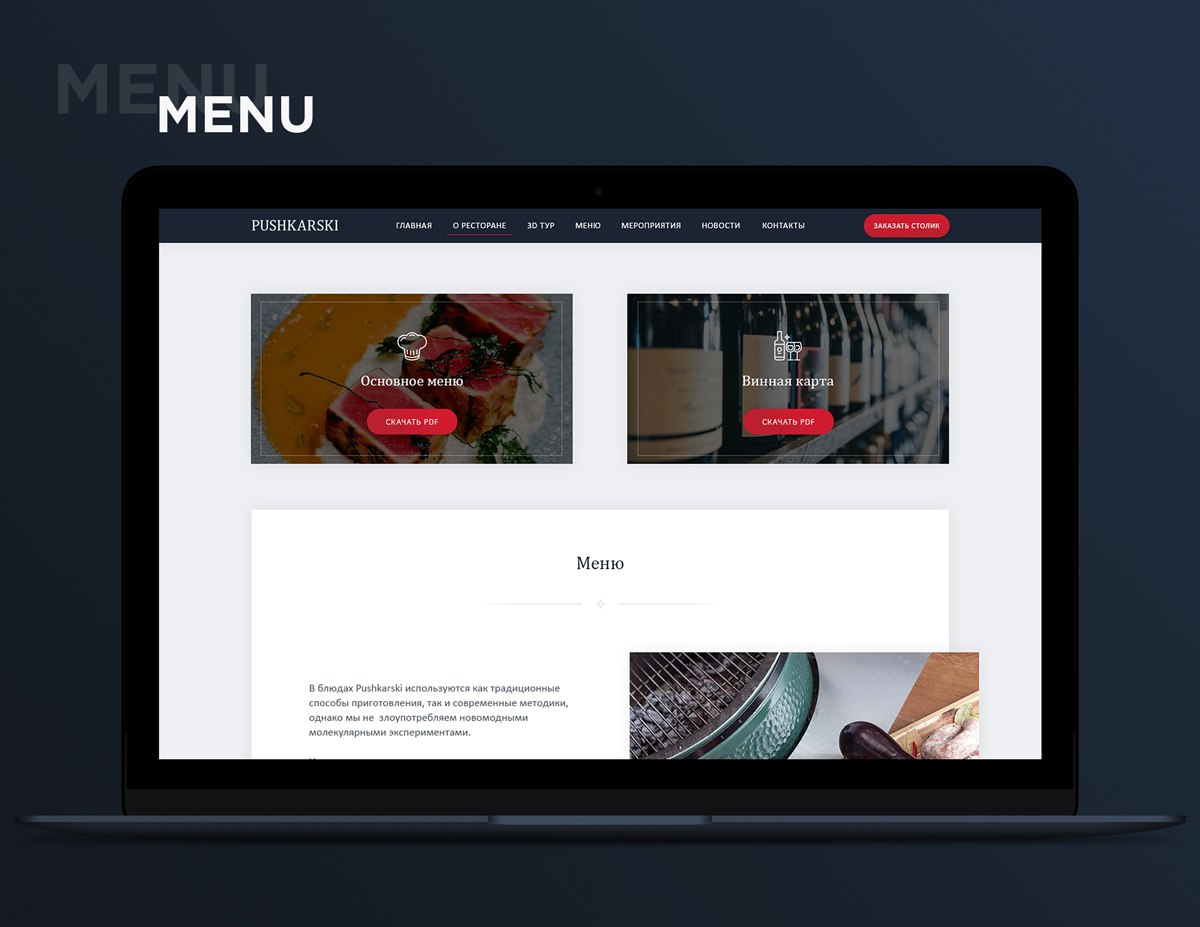 MENU
MENU
PUSHKARSKI ГЛАВНАЯ О РЕСТОРАНЕ 3D ТУР МЕНЮ МЕРОПРИЯТИЯ НОВОСТИ КОНТАКТЫ ЗАКАЗАТЬ СТОЛИК
Основное меню
СКАЧАТЬ PDF
Винная карта
СКАЧАТЬ PDF
Меню
В блюдах Pushkarski используются как традиционные
способы приготовления, так и современные методики,
однако мы не злоупотребляем новомодными
молекулярными экспериментами.